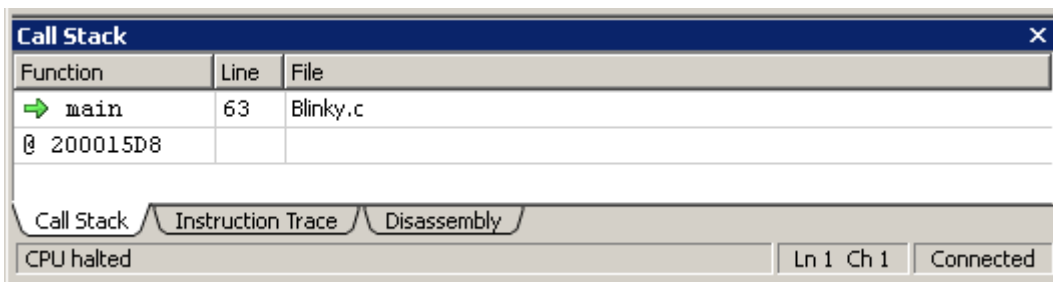 Call Stack
Function Line File
main 63 Blinky.c
@ 200015D8
Call Stack Instruction Trace Disassembly
CPU halted Ln 1 Ch 1 Connected